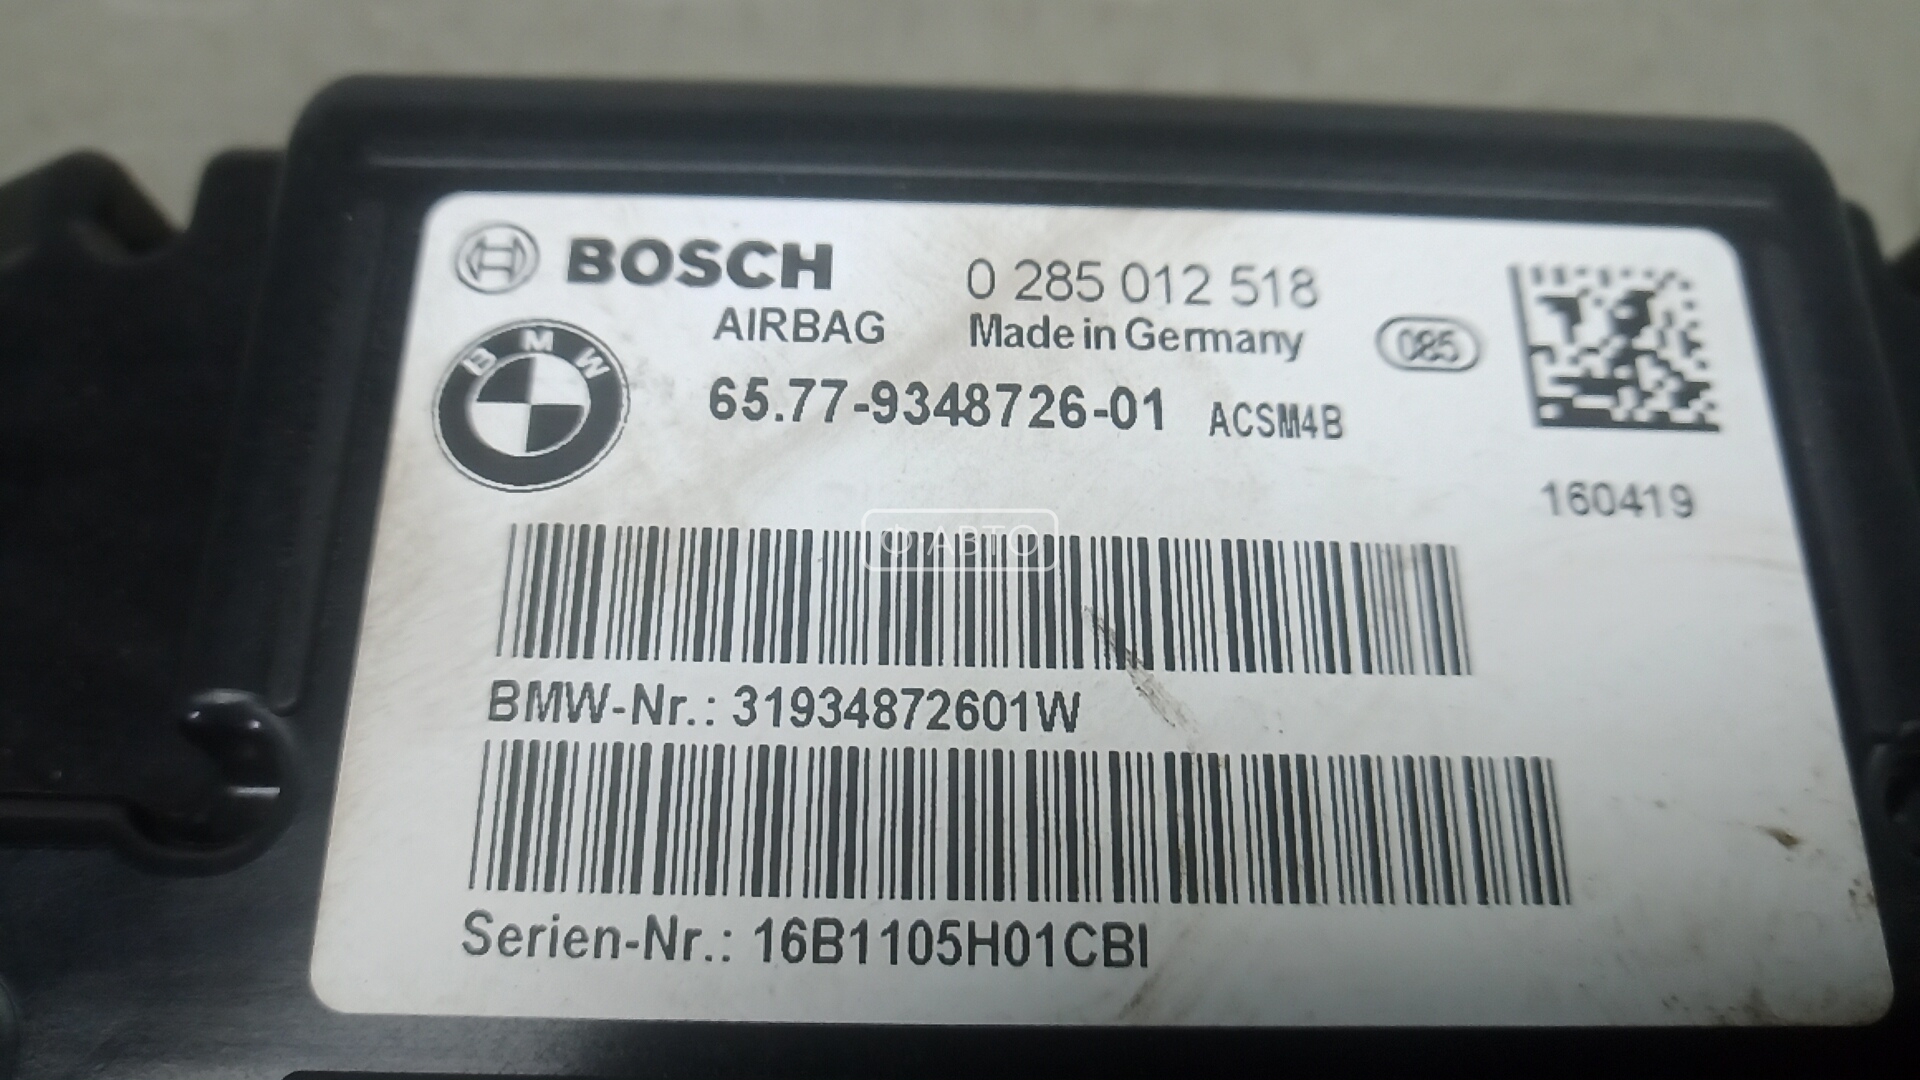 BOSCH 0 285 012 518
AIRBAG Made in Germany 085
BMW
65.77-9348726-01 ACSM4B
160419
АВТО
BMW-Nr.: 31934872601W
Serien-Nr.: 16B1105H01CBI